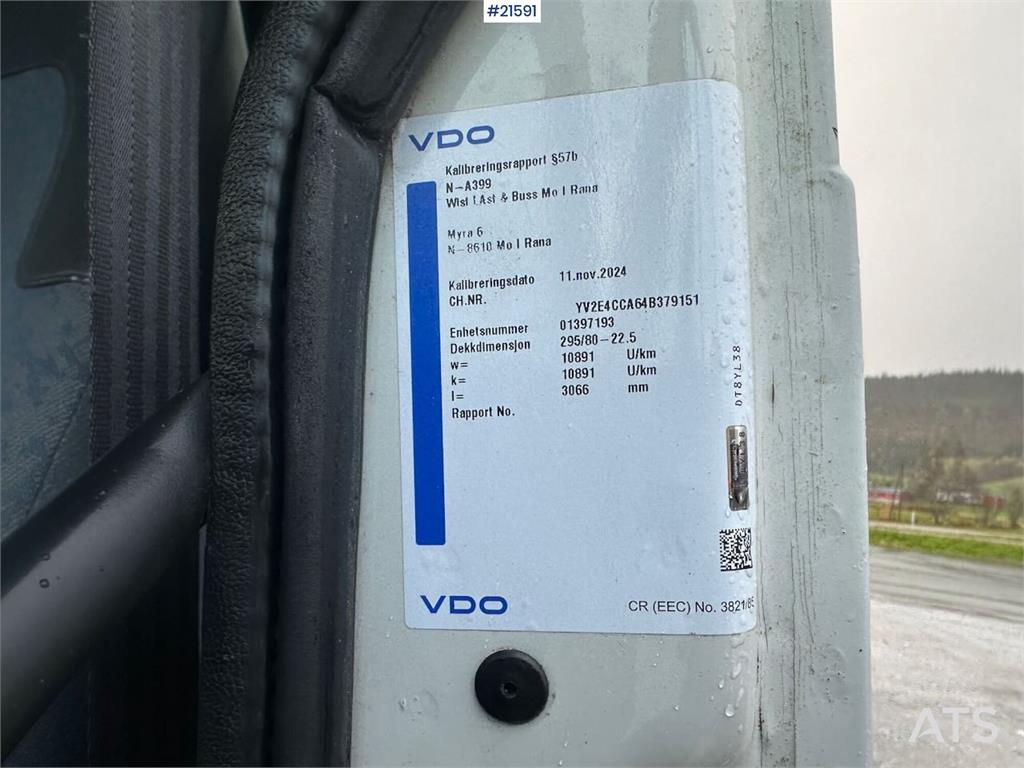 #21591
VDO
Kalibreringsrapport §57b
N-A399
Wist LAst & Buss Mo I Rana
Myra 6
N-8610 Mo I Rana
Kalibreringsdato 11.nov.2024
CH.NR. YV2E4CCA64B379151
Enhetsnummer 01397193
Dekkdimensjon 295/80-22.5
w= 10891 U/km
k= 10891 U/km
l= 3066 mm
Rapport No.
DT8YL38
VDO
CR (EEC) No. 3821/85
ATS